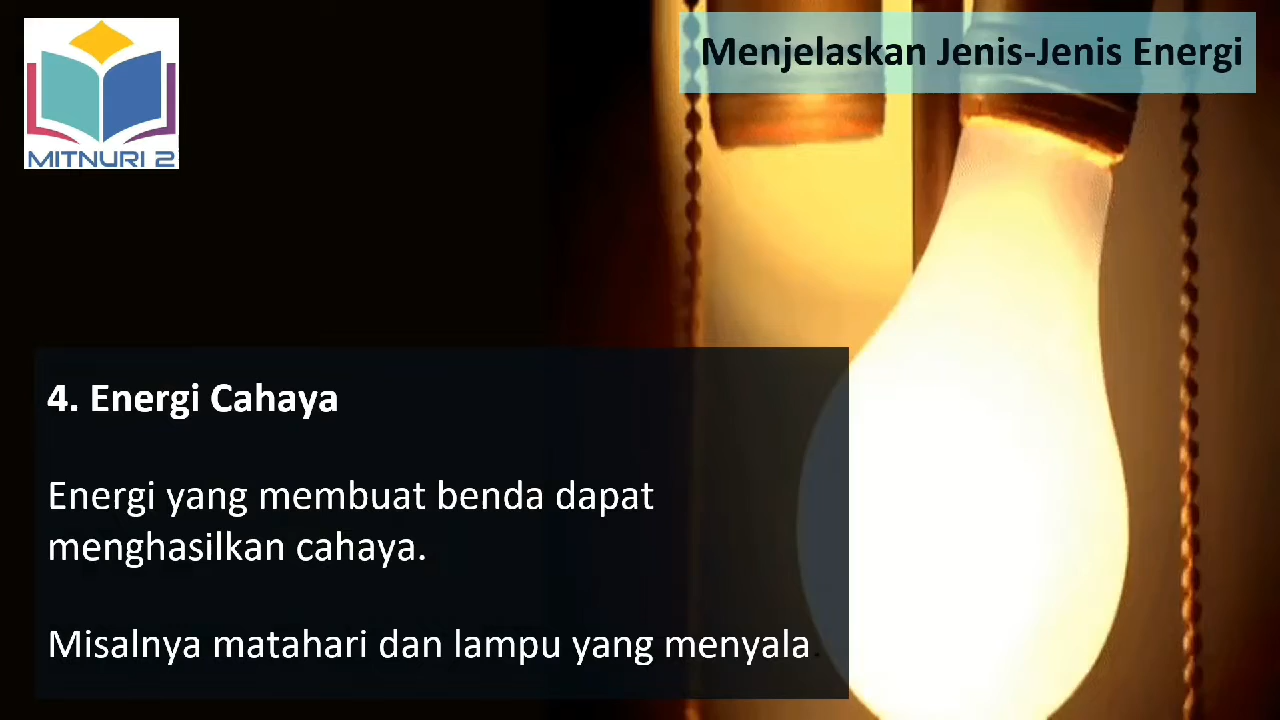 MITNURI 2
Menjelaskan Jenis-Jenis Energi
4. Energi Cahaya
Energi yang membuat benda dapat
menghasilkan cahaya.
Misalnya matahari dan lampu yang menyala.